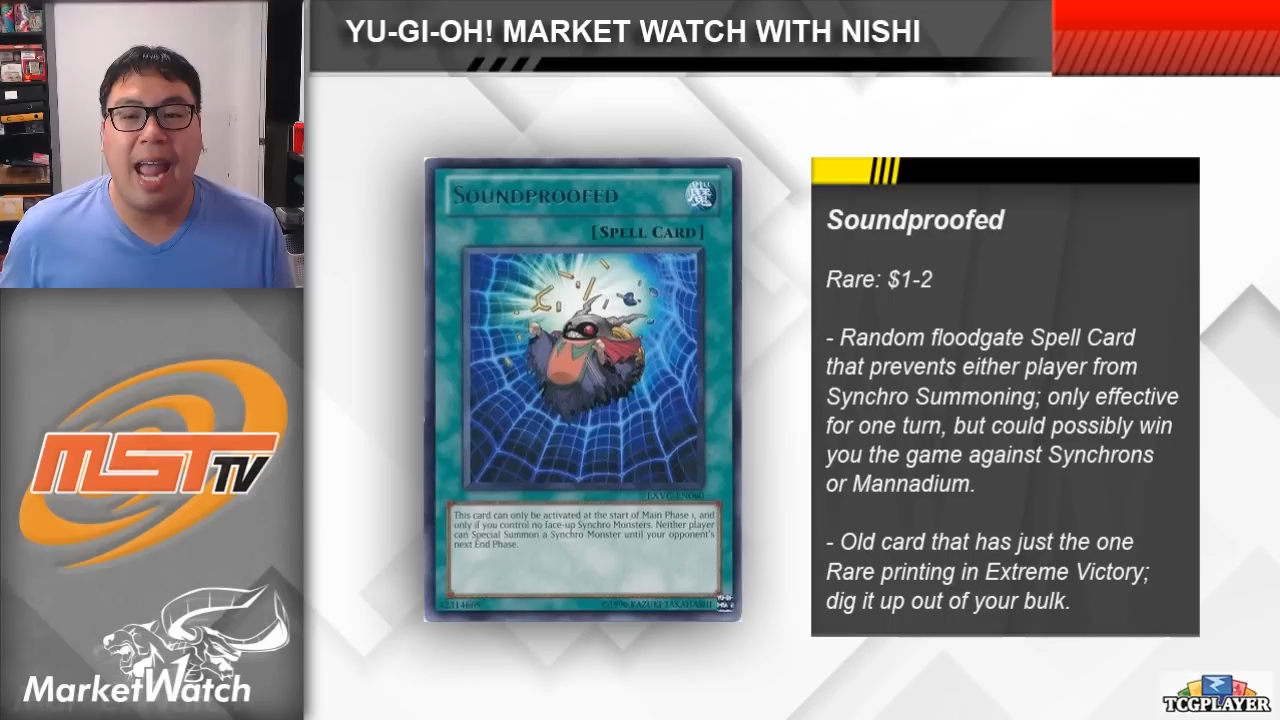 YU-GI-OH! MARKET WATCH WITH NISHI
SOUNDPROOFED
[SPELL CARD]
EXVC-EN060
This card can only be activated at the start of Main Phase 1, and
only if you control no face-up Synchro Monsters. Neither player
can Special Summon a Synchro Monster until your opponent's
next End Phase.
©1996 KAZUKI TAKAHASHI
Soundproofed
Rare: $1-2
- Random floodgate Spell Card
that prevents either player from
Synchro Summoning; only effective
for one turn, but could possibly win
you the game against Synchrons
or Mannadium.
- Old card that has just the one
Rare printing in Extreme Victory;
dig it up out of your bulk.
MST TV
MarketWatch
TCGPLAYER